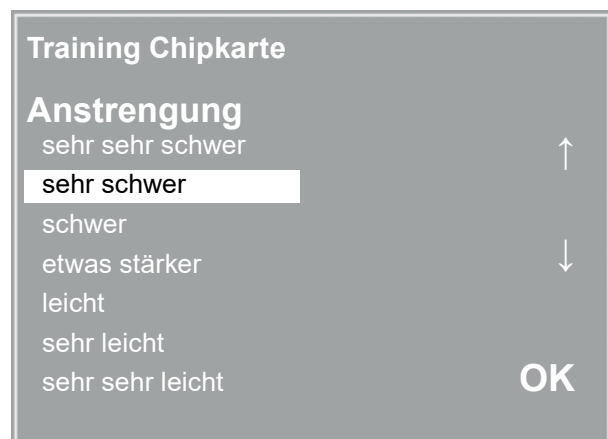 Training Chipkarte
Anstrengung
sehr sehr schwer
↑
sehr schwer
schwer
etwas stärker
↓
leicht
sehr leicht
sehr sehr leicht
OK